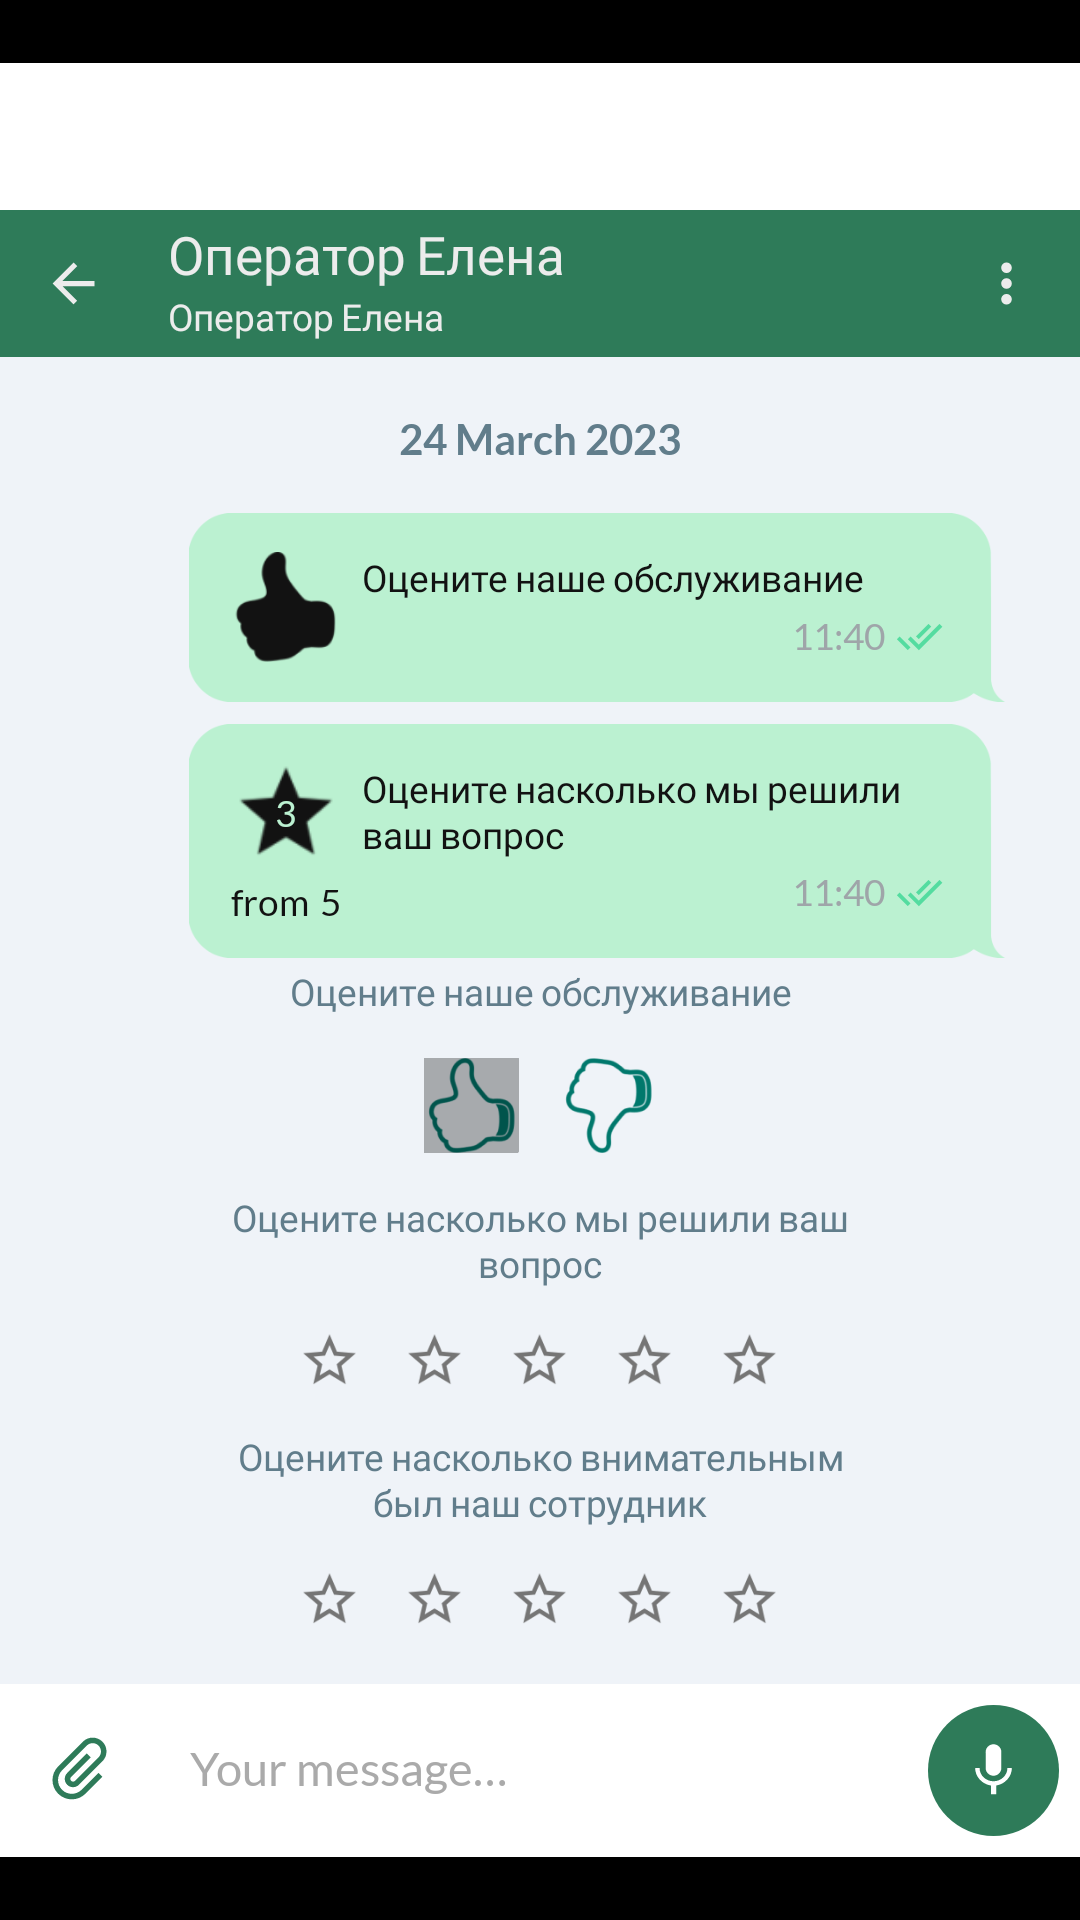 Оператор Елена
Оператор Елена
24 March 2023
Оцените наше обслуживание
11:40
3
Оцените насколько мы решили
ваш вопрос
from 5
11:40
Оцените наше обслуживание
Оцените насколько мы решили ваш
вопрос
Оцените насколько внимательным
был наш сотрудник
Your message...